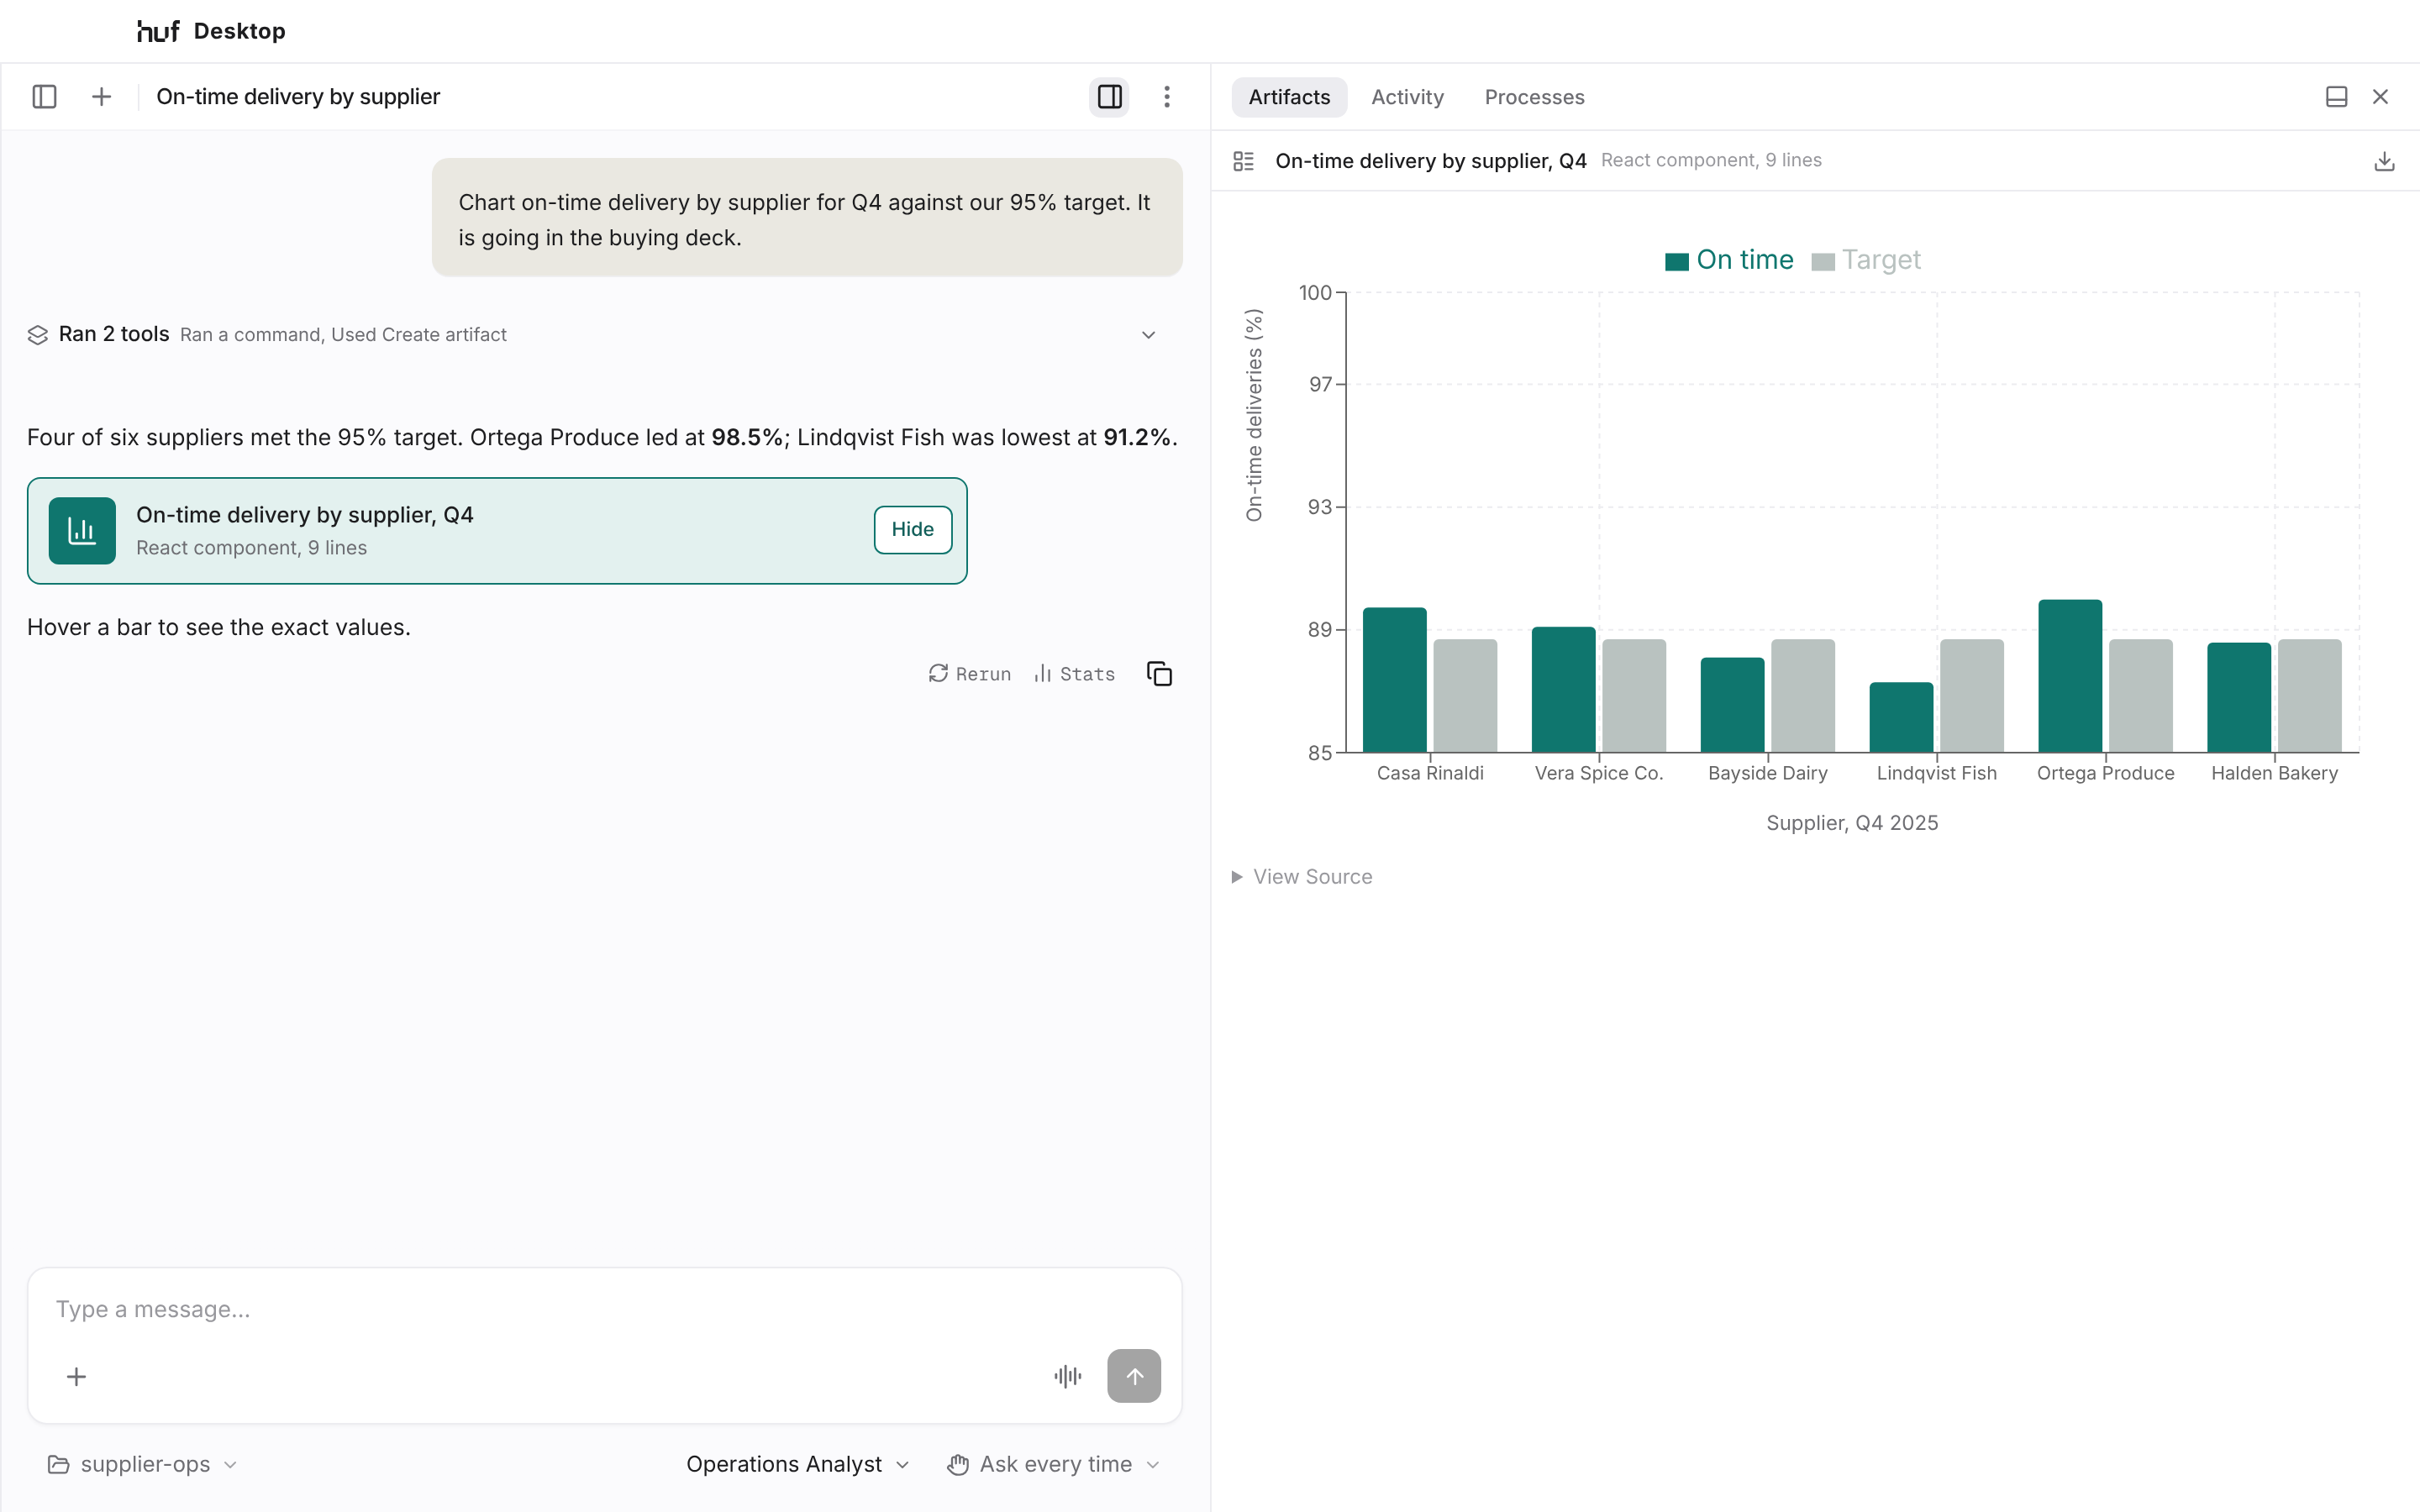 huf Desktop
On-time delivery by supplier
Chart on-time delivery by supplier for Q4 against our 95% target. It
is going in the buying deck.
Ran 2 tools Ran a command, Used Create artifact
Four of six suppliers met the 95% target. Ortega Produce led at 98.5%; Lindqvist Fish was lowest at 91.2%.
On-time delivery by supplier, Q4
React component, 9 lines
Hide
Hover a bar to see the exact values.
Rerun Stats
Type a message...
supplier-ops
Operations Analyst
Ask every time
Artifacts Activity Processes
On-time delivery by supplier, Q4 React component, 9 lines
On time Target
On-time deliveries (%)
100
97
93
89
85
Casa Rinaldi Vera Spice Co. Bayside Dairy Lindqvist Fish Ortega Produce Halden Bakery
Supplier, Q4 2025
View Source